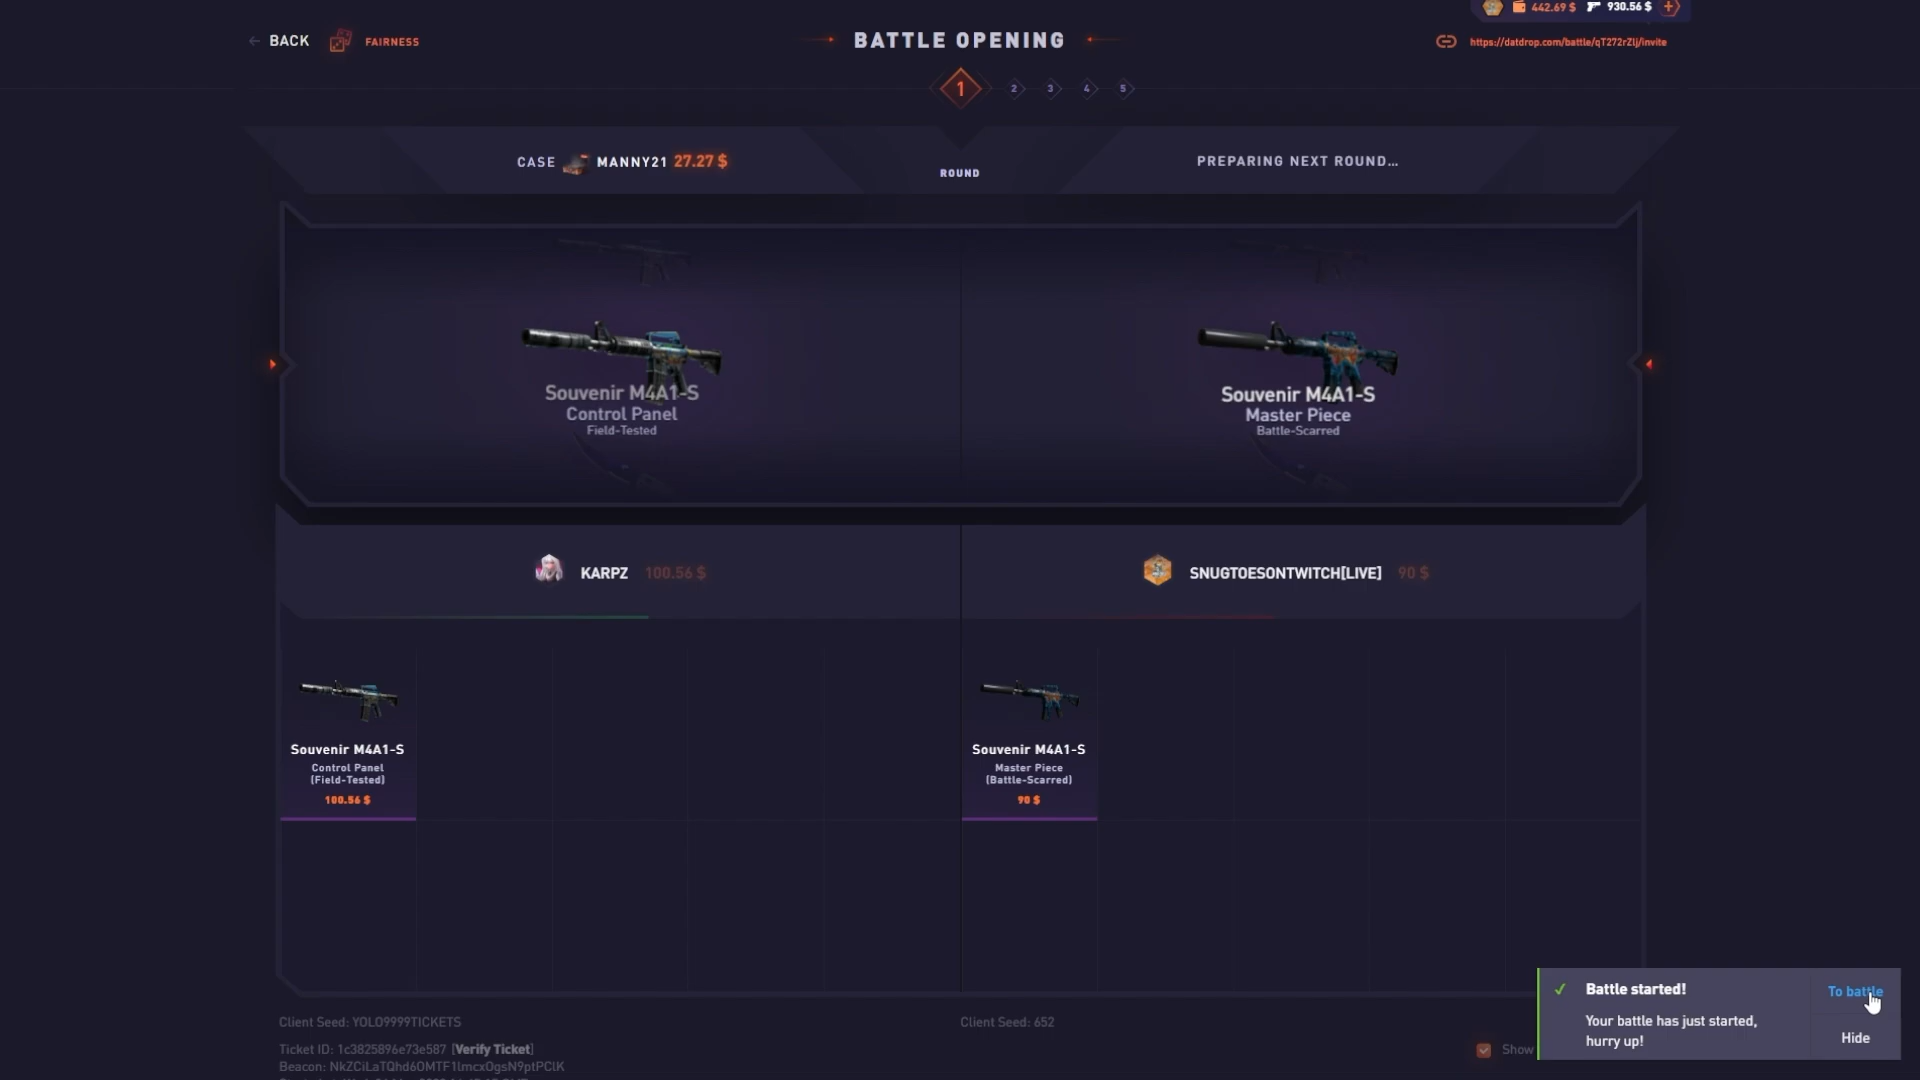 442.69 $ 930.56 $
BACK FAIRNESS
BATTLE OPENING
https://datdrop.com/battle/qT272rZlj/invite
1 2 3 4 5
CASE MANNY21 27.27 $
ROUND
PREPARING NEXT ROUND...
Souvenir M4A1-S
Control Panel
Field-Tested
Souvenir M4A1-S
Master Piece
Battle-Scarred
KARPZ 100.56 $
SNUGTOESONTWITCH[LIVE] 90 $
Souvenir M4A1-S
Control Panel
(Field-Tested)
100.56 $
Souvenir M4A1-S
Master Piece
(Battle-Scarred)
90 $
Client Seed: YOLO9999TICKETS
Client Seed: 652
Ticket ID: 1c3825896e73e587 [Verify Ticket]
Beacon: NkZCiLaTQhd6OMTF1lmcxOgsN9ptPClK
Show
Battle started!
To battle
Your battle has just started,
hurry up!
Hide